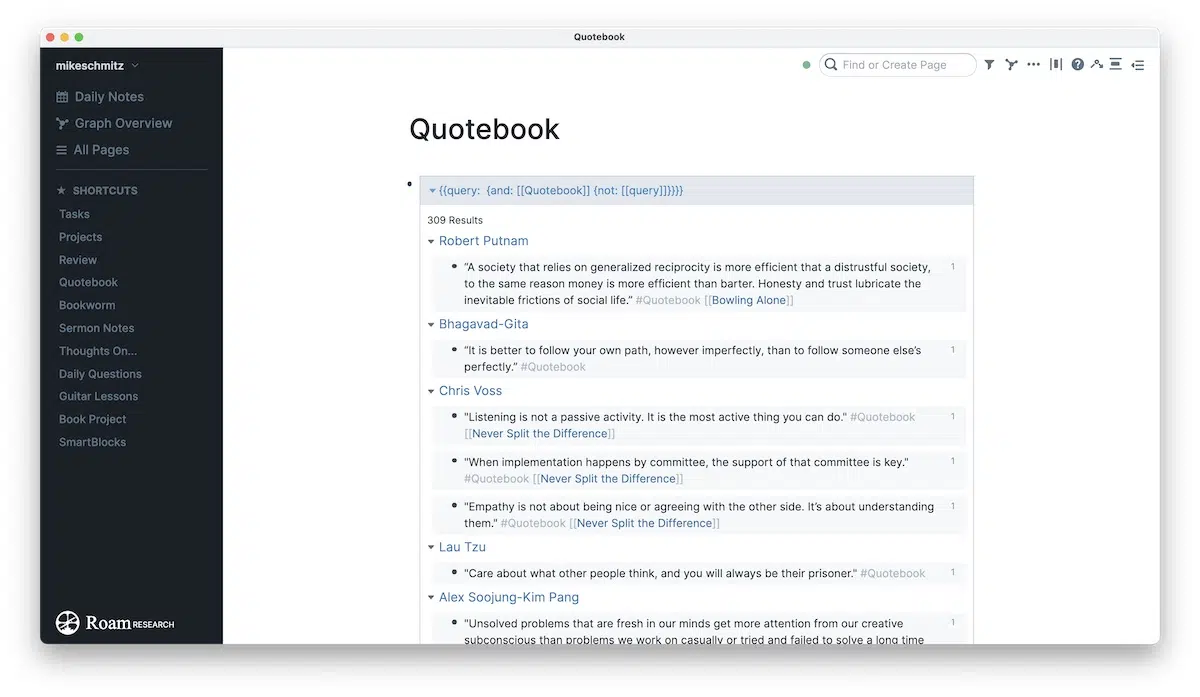 Quotebook
mikeschmitz
Find or Create Page
Daily Notes
Graph Overview
All Pages
SHORTCUTS
Tasks
Projects
Review
Quotebook
Bookworm
Sermon Notes
Thoughts On...
Daily Questions
Guitar Lessons
Book Project
SmartBlocks
Roam RESEARCH
Quotebook
{{query: {and: [[Quotebook]] {not: [[query]]}}}}
309 Results
Robert Putnam
“A society that relies on generalized reciprocity is more efficient that a distrustful society, 1
to the same reason money is more efficient than barter. Honesty and trust lubricate the
inevitable frictions of social life.” #Quotebook [[Bowling Alone]]
Bhagavad-Gita
“It is better to follow your own path, however imperfectly, than to follow someone else’s 1
perfectly.” #Quotebook
Chris Voss
"Listening is not a passive activity. It is the most active thing you can do." #Quotebook 1
[[Never Split the Difference]]
"When implementation happens by committee, the support of that committee is key." 1
#Quotebook [[Never Split the Difference]]
"Empathy is not about being nice or agreeing with the other side. It’s about understanding 1
them.” #Quotebook [[Never Split the Difference]]
Lau Tzu
"Care about what other people think, and you will always be their prisoner." #Quotebook 1
Alex Soojung-Kim Pang
"Unsolved problems that are fresh in our minds get more attention from our creative 1
subconscious than problems we work on casually or tried and failed to solve a long time